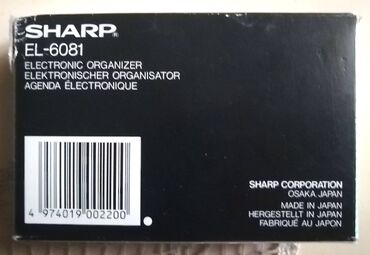 SHARP®
EL-6081
ELECTRONIC ORGANIZER
ELEKTRONISCHER ORGANISATOR
AGENDA ÉLECTRONIQUE
4 974019 002200
SHARP CORPORATION
OSAKA, JAPAN
MADE IN JAPAN
HERGESTELLT IN JAPAN
FABRIQUÉ AU JAPON